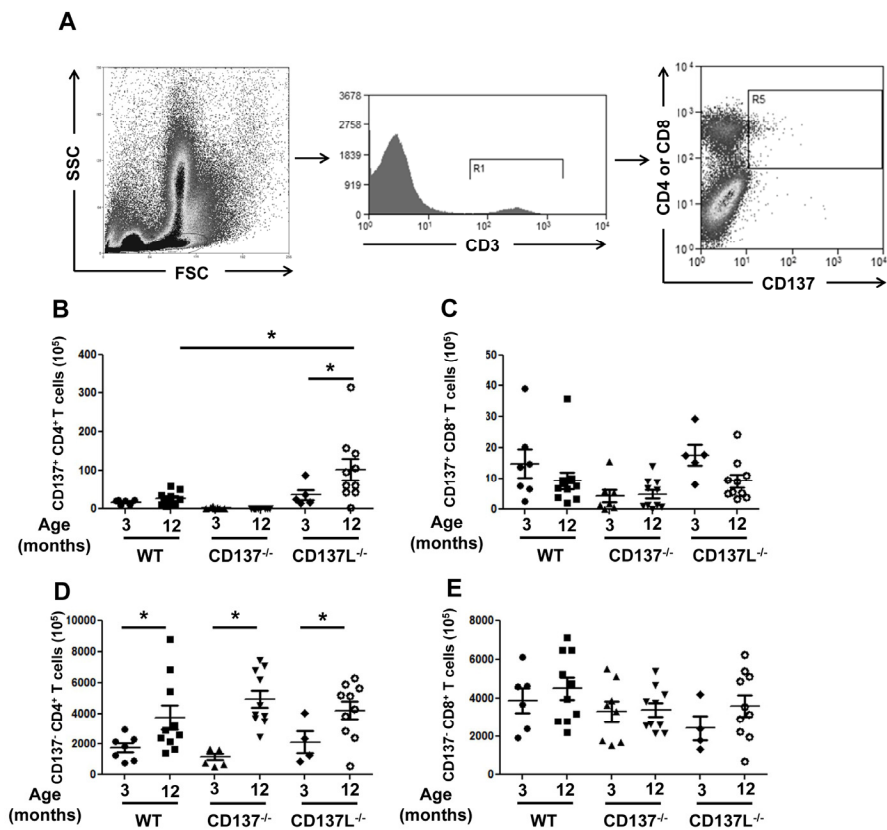 A
SSC
FSC
3678
2758
1839
919
0
R1
10⁰ 10¹ 10² 10³ 10⁴
CD3
CD4 or CD8
10⁴
10³
10²
10¹
10⁰
R5
10⁰ 10¹ 10² 10³ 10⁴
CD137
B
CD137⁺ CD4⁺ T cells (10⁵)
400
300
200
100
0
* *
Age (months)
3 12 3 12 3 12
WT CD137⁻/⁻ CD137L⁻/⁻
C
CD137⁺ CD8⁺ T cells (10⁵)
50
40
30
20
10
0
Age (months)
3 12 3 12 3 12
WT CD137⁻/⁻ CD137L⁻/⁻
D
CD137⁻ CD4⁺ T cells (10⁵)
10000
8000
6000
4000
2000
0
* * *
Age (months)
3 12 3 12 3 12
WT CD137⁻/⁻ CD137L⁻/⁻
E
CD137⁻ CD8⁺ T cells (10⁵)
8000
6000
4000
2000
0
Age (months)
3 12 3 12 3 12
WT CD137⁻/⁻ CD137L⁻/⁻